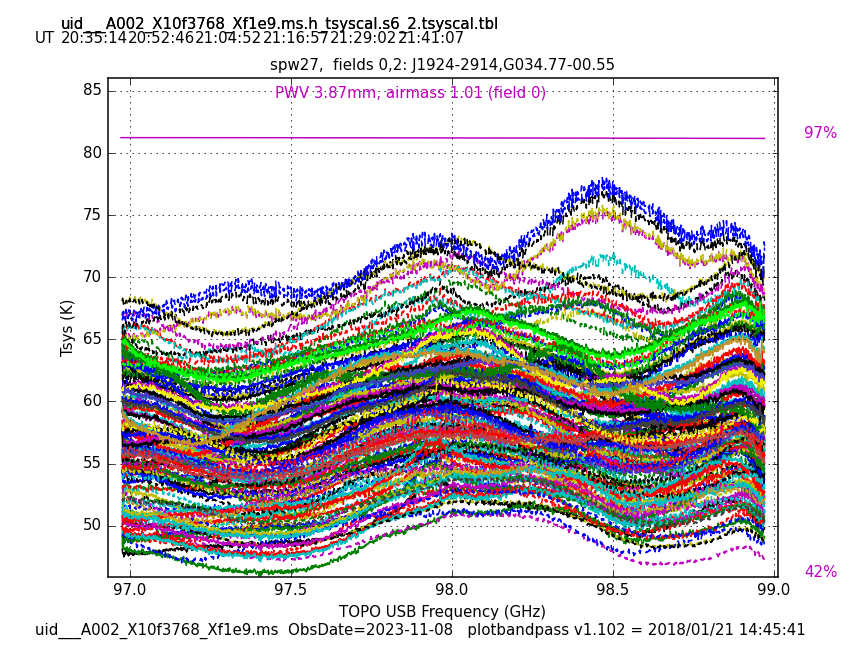 uid___A002_X10f3768_Xf1e9.ms.h_tsyscal.s6_2.tsyscal.tbl
UT 20:35:14 20:52:46 21:04:52 21:16:57 21:29:02 21:41:07
spw27, fields 0,2: J1924-2914,G034.77-00.55
PWV 3.87mm, airmass 1.01 (field 0)
97%
85
80
75
70
65
60
55
50
Tsys (K)
42%
97.0 97.5 98.0 98.5 99.0
TOPO USB Frequency (GHz)
uid___A002_X10f3768_Xf1e9.ms ObsDate=2023-11-08 plotbandpass v1.102 = 2018/01/21 14:45:41